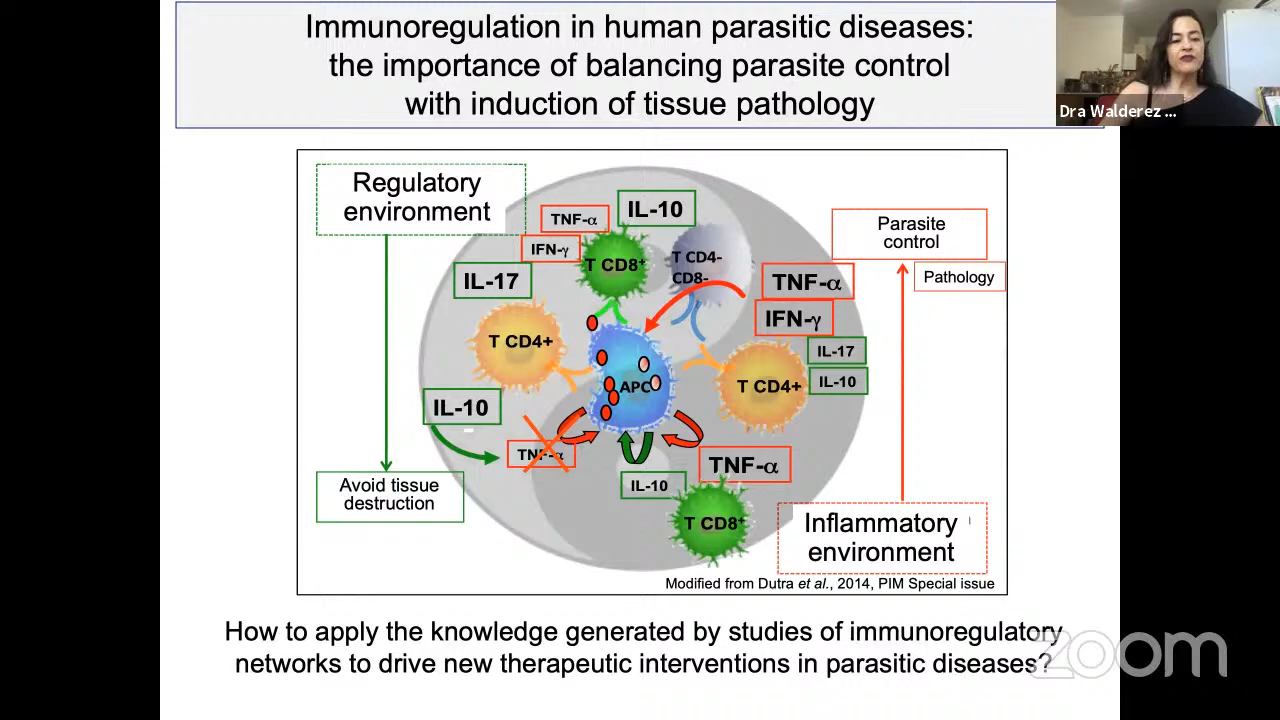 Immunoregulation in human parasitic diseases:
the importance of balancing parasite control
with induction of tissue pathology
Dra Walderez ...
Regulatory
environment
TNF-α
IL-10
IFN-γ
T CD8⁺
T CD4-
CD8-
Parasite
control
Pathology
IL-17
TNF-α
IFN-γ
T CD4+
IL-17
APC
T CD4+
IL-10
IL-10
TNF-α
TNF-α
IL-10
Avoid tissue
destruction
T CD8⁺
Inflammatory
environment
Modified from Dutra et al., 2014, PIM Special issue
How to apply the knowledge generated by studies of immunoregulatory
networks to drive new therapeutic interventions in parasitic diseases?
zoom